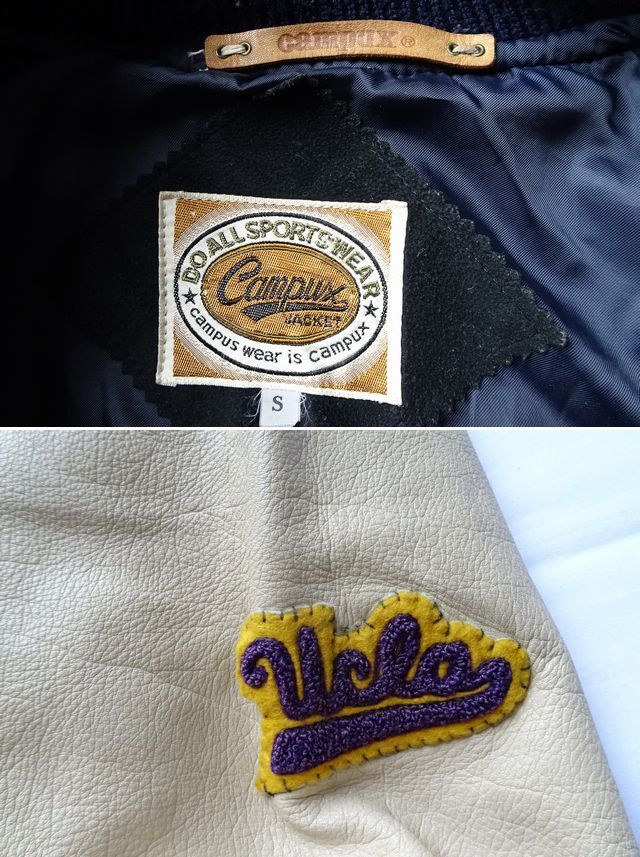 campux®
DO ALL SPORTS WEAR
Campux
JACKET
campus wear is campux
S
Ucla